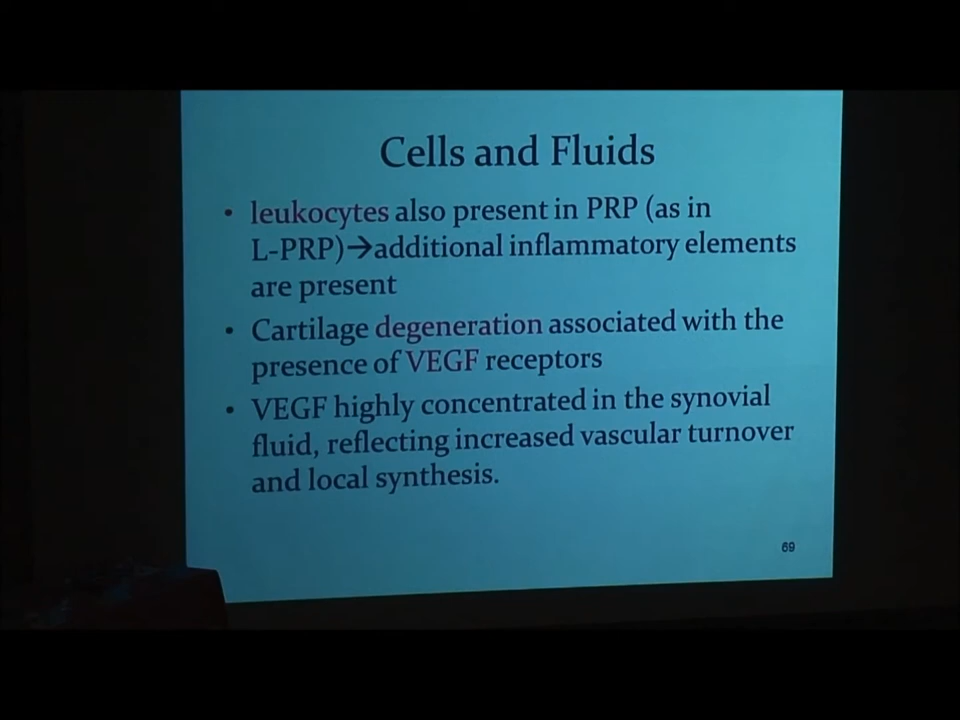 Cells and Fluids
• leukocytes also present in PRP (as in
L-PRP)→additional inflammatory elements
are present
• Cartilage degeneration associated with the
presence of VEGF receptors
• VEGF highly concentrated in the synovial
fluid, reflecting increased vascular turnover
and local synthesis.
69